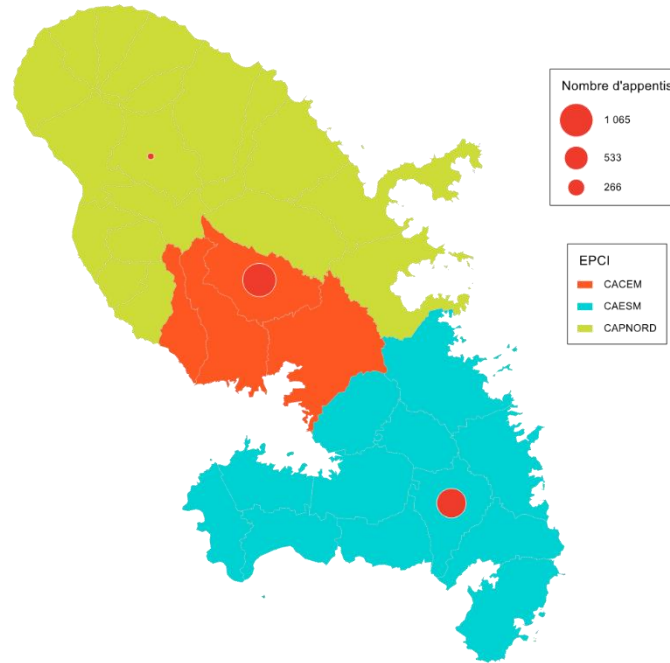 Nombre d'appentis
1 065
533
266
EPCI
CACEM
CAESM
CAPNORD